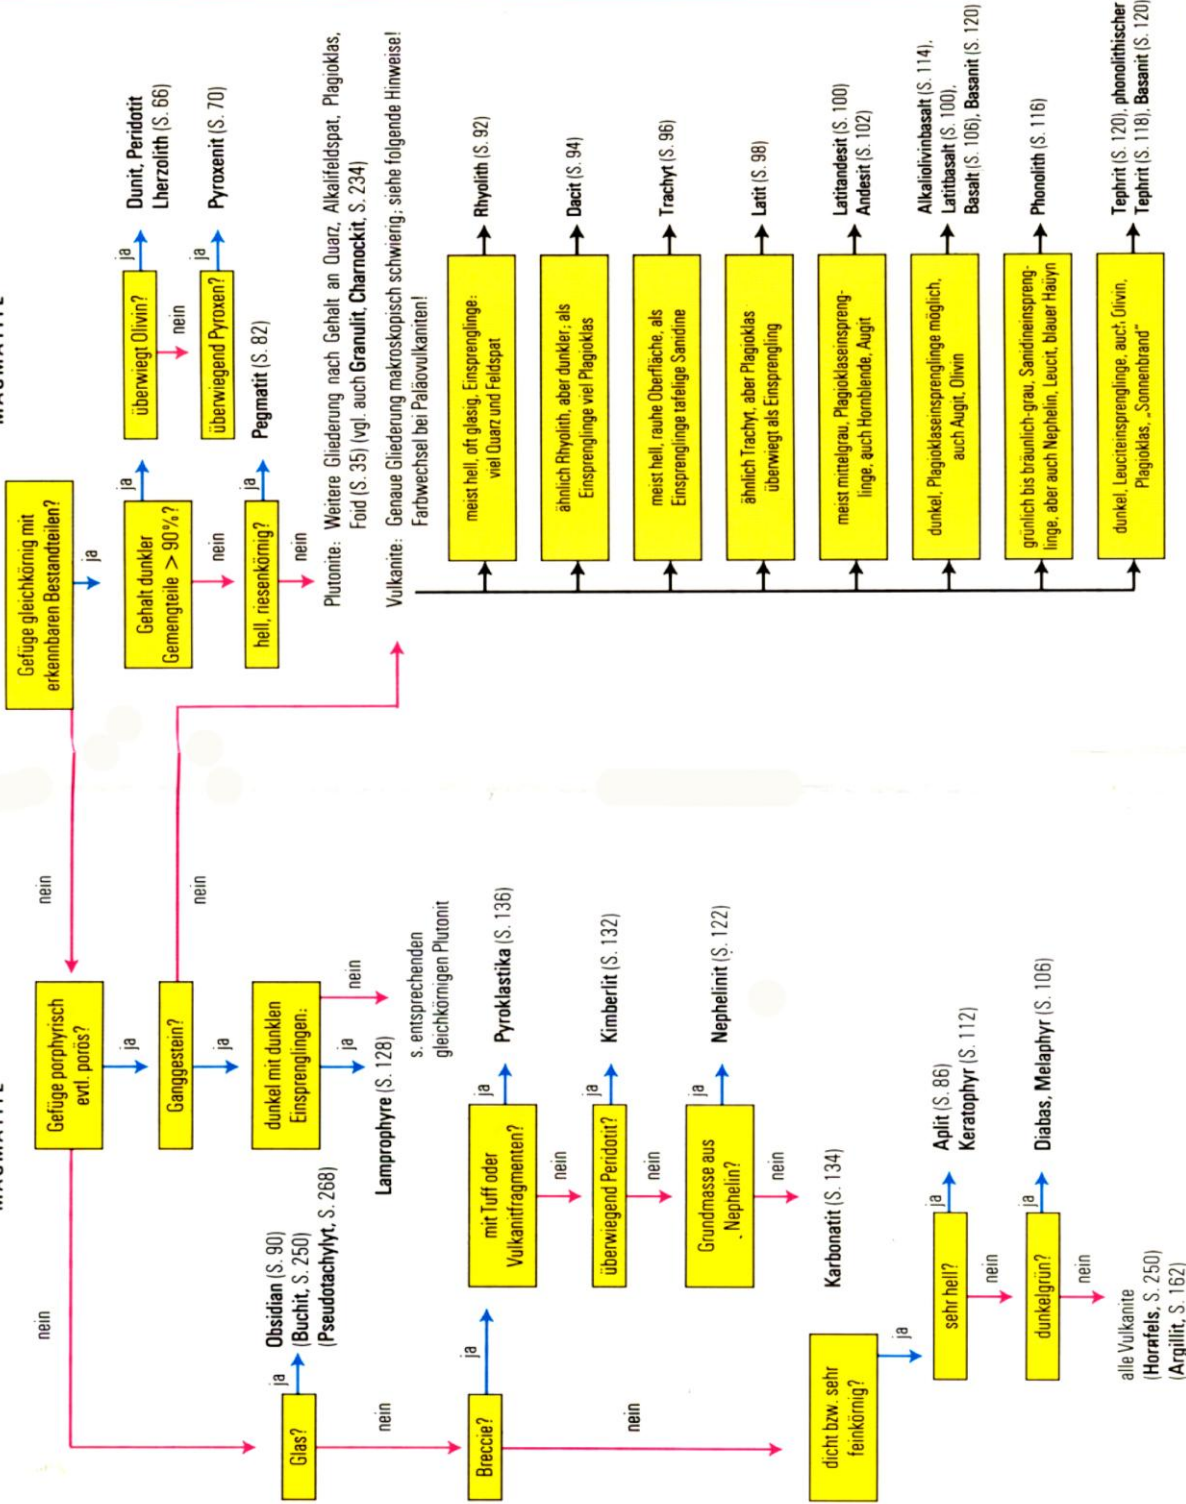 MAGMATITE
Gefüge gleichkörnig mit
erkennbaren Bestandteilen?
ja
nein
Gehalt dunkler
Gemengteile > 90%?
ja
nein
überwiegt Olivin?
ja
Dunit, Peridotit
Lherzolith (S. 66)
nein
überwiegend Pyroxen?
ja
Pyroxenit (S. 70)
hell, riesenkörnig?
ja
Pegmatit (S. 82)
nein
Plutonite: Weitere Gliederung nach Gehalt an Quarz, Alkalifeldspat, Plagioklas,
Foid (S. 35) (vgl. auch Granulit, Charnockit, S. 234)
Vulkanite: Genaue Gliederung makroskopisch schwierig; siehe folgende Hinweise!
Farbwechsel bei Paläovulkaniten!
meist hell, oft glasig, Einsprenglinge:
viel Quarz und Feldspat
Rhyolith (S. 92)
ähnlich Rhyolith, aber dunkler; als
Einsprenglinge viel Plagioklas
Dacit (S. 94)
meist hell, rauhe Oberfläche, als
Einsprenglinge tafelige Sanidine
Trachyt (S. 96)
ähnlich Trachyt, aber Plagioklas
überwiegt als Einsprengling
Latit (S. 98)
meist mittelgrau, Plagioklaseinspreng-
linge, auch Hornblende, Augit
Latitandesit (S. 100)
Andesit (S. 102)
dunkel, Plagioklaseinsprenglinge möglich,
auch Augit, Olivin
Alkaliolivinbasalt (S. 114),
Latitbasalt (S. 100),
Basalt (S. 106), Basanit (S. 120)
grünlich bis bräunlich-grau, Sanidineinspreng-
linge, aber auch Nephelin, Leucit, blauer Hauyn
Phonolith (S. 116)
dunkel, Leuciteinsprenglinge, auch Olivin,
Plagioklas, „Sonnenbrand"
Tephrit (S. 120), phonolithischer
Tephrit (S. 118), Basanit (S. 120)
MAGMATITE
Gefüge porphyrisch
evtl. porös?
nein
ja
Ganggestein?
nein
ja
dunkel mit dunklen
Einsprenglingen:
nein
s. entsprechenden
gleichkörnigen Plutonit
ja
Lamprophyre (S. 128)
Glas?
ja
Obsidian (S. 90)
(Buchit, S. 250)
(Pseudotachylyt, S. 268)
nein
Breccie?
ja
nein
mit Tuff oder
Vulkanitfragmenten?
ja
Pyroklastika (S. 136)
nein
überwiegend Peridotit?
ja
Kimberlit (S. 132)
nein
Grundmasse aus
Nephelin?
ja
Nephelinit (S. 122)
nein
Karbonatit (S. 134)
dicht bzw. sehr
feinkörnig?
ja
sehr hell?
ja
Aplit (S. 86)
Keratophyr (S. 112)
nein
dunkelgrün?
ja
Diabas, Melaphyr (S. 106)
nein
alle Vulkanite
(Hornfels, S. 250)
(Argillit, S. 162)